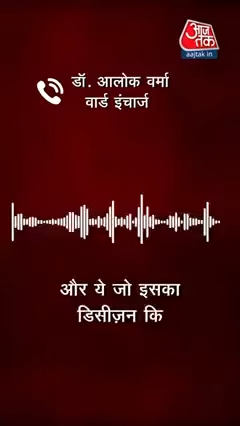 आज तक
aajtak in
डॉ. आलोक वर्मा
वार्ड इंचार्ज
और ये जो इसका
डिसीज़न कि